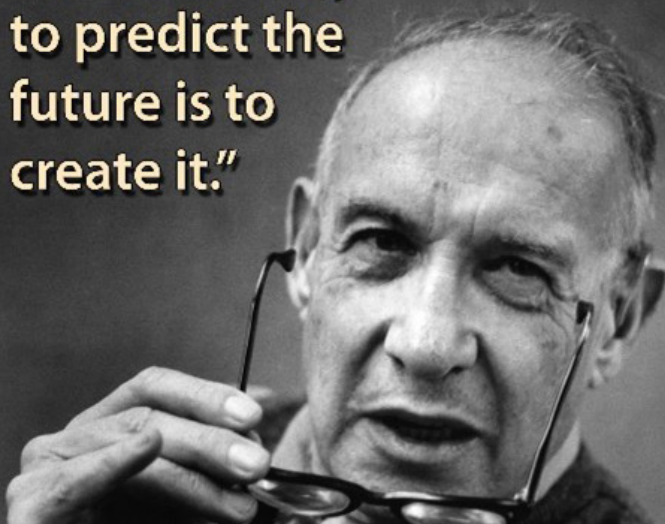 to predict the
future is to
create it.”